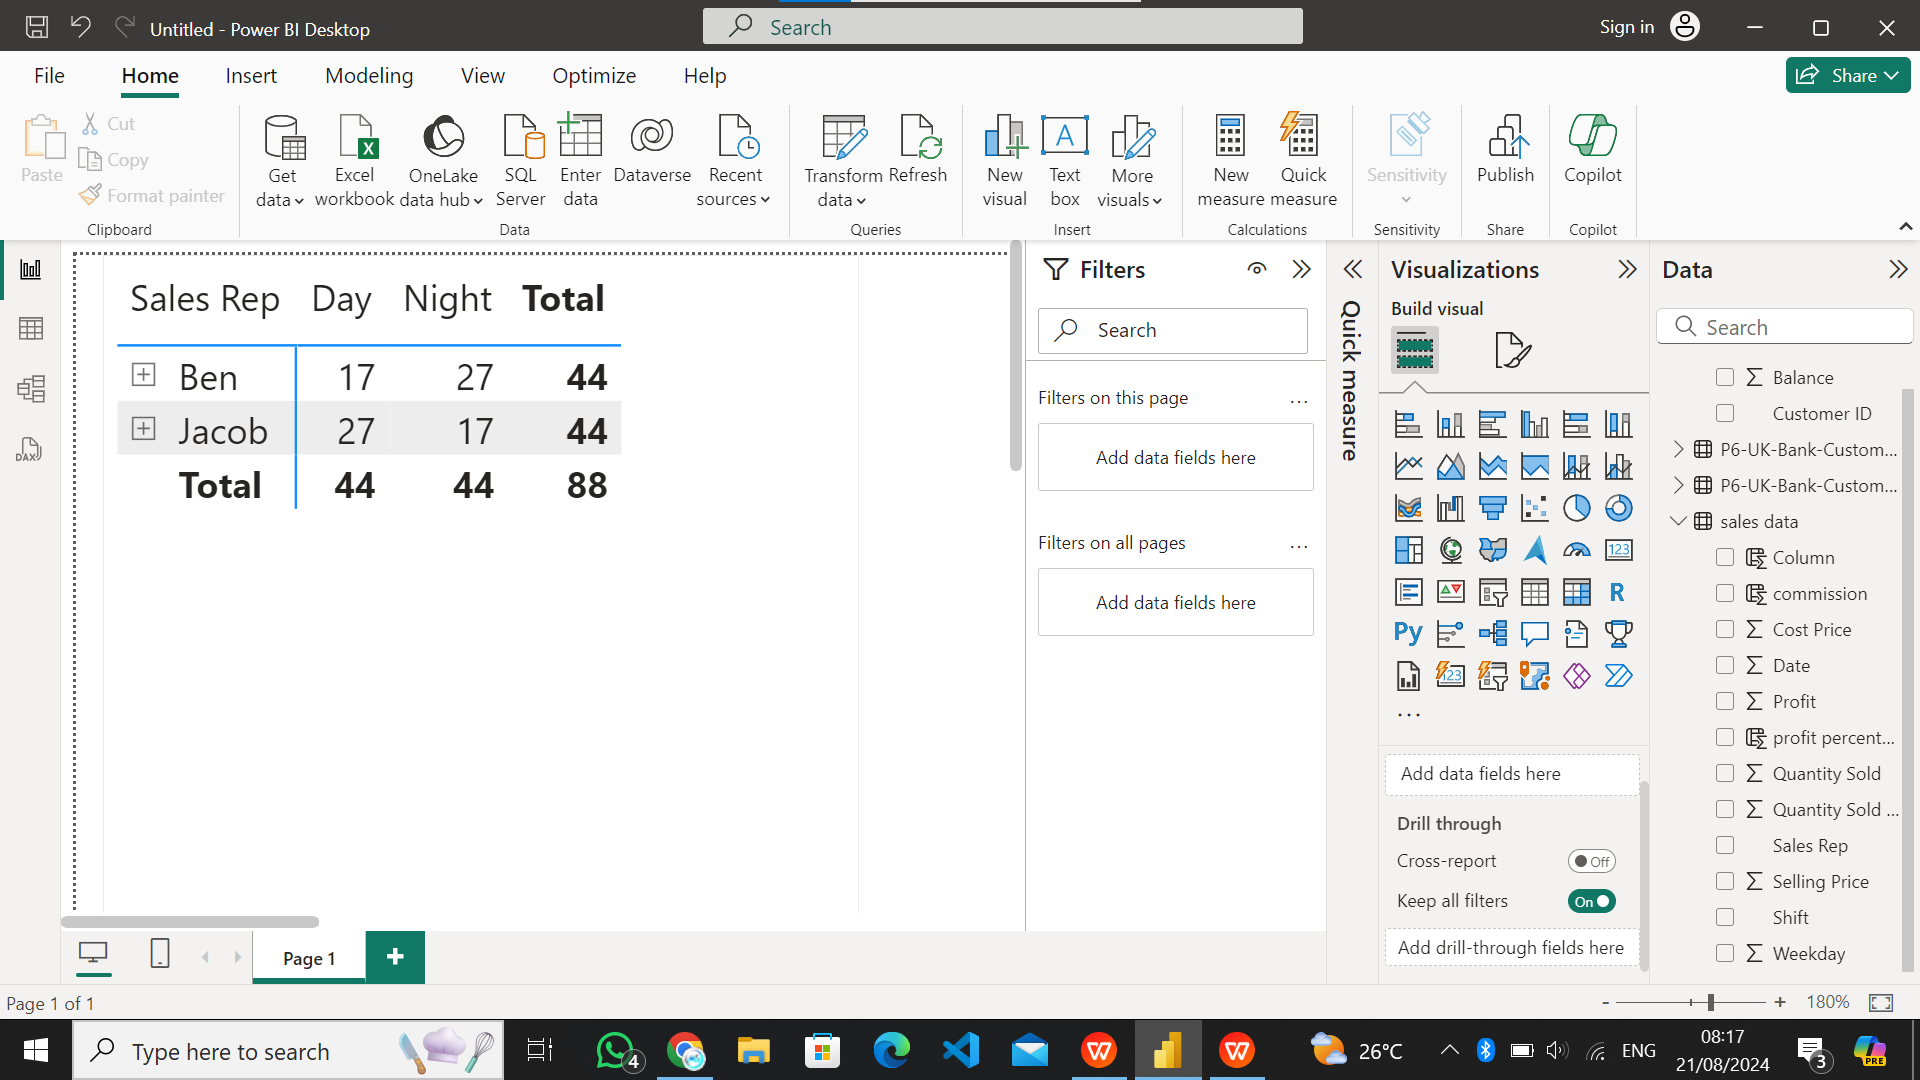 Untitled - Power BI Desktop
Search
Sign in
File
Home
Insert
Modeling
View
Optimize
Help
Share
Paste
Cut
Copy
Format painter
Clipboard
Get data
Excel workbook
OneLake data hub
SQL Server
Enter data
Dataverse
Recent sources
Data
Transform data
Refresh
Queries
New visual
Text box
More visuals
Insert
New measure
Quick measure
Calculations
Sensitivity
Sensitivity
Publish
Share
Copilot
Copilot
DAX
Sales Rep Day Night Total
Ben 17 27 44
Jacob 27 17 44
Total 44 44 88
Filters
Search
Filters on this page ...
Add data fields here
Filters on all pages ...
Add data fields here
Quick measure
Visualizations
Build visual
123
R
Py
123
...
Add data fields here
Drill through
Cross-report Off
Keep all filters On
Add drill-through fields here
Data
Search
Balance
Customer ID
P6-UK-Bank-Custom...
P6-UK-Bank-Custom...
sales data
Column
commission
Cost Price
Date
Profit
profit percent...
Quantity Sold
Quantity Sold ...
Sales Rep
Selling Price
Shift
Weekday
Page 1
+
Page 1 of 1
- + 180%
Type here to search
4
26°C
ENG
08:17
21/08/2024
3
PRE